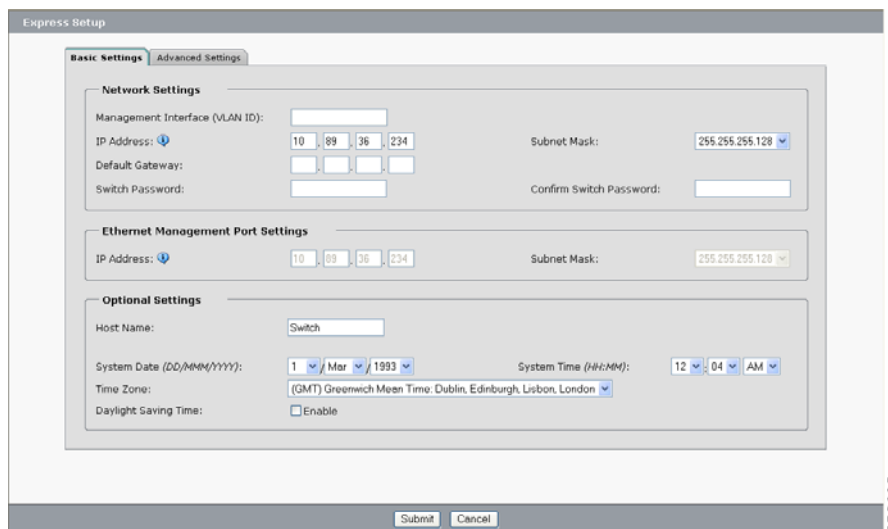 Express Setup
Basic Settings Advanced Settings
Network Settings
Management Interface (VLAN ID):
IP Address: 10 . 89 . 36 . 234 Subnet Mask: 255.255.255.128
Default Gateway: . . .
Switch Password: Confirm Switch Password:
Ethernet Management Port Settings
IP Address: 10 . 89 . 36 . 234 Subnet Mask: 255.255.255.128
Optional Settings
Host Name: Switch
System Date (DD/MMM/YYYY): 1 / Mar / 1993 System Time (HH:MM): 12 : 04 AM
Time Zone: (GMT) Greenwich Mean Time: Dublin, Edinburgh, Lisbon, London
Daylight Saving Time: Enable
Submit Cancel